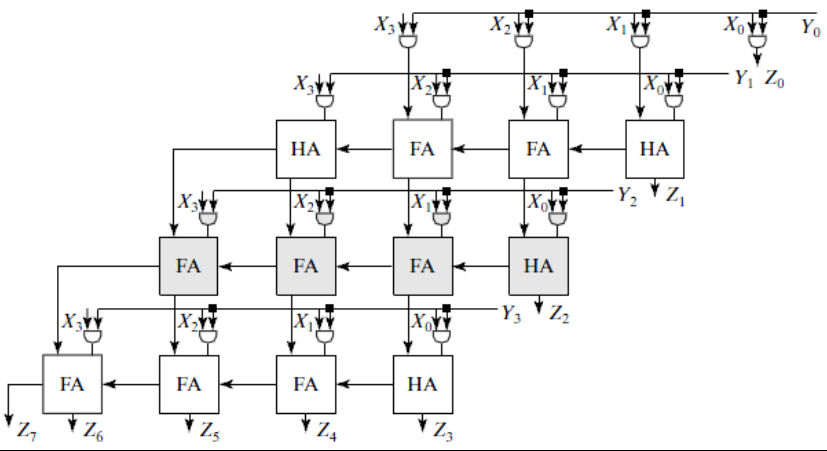 X3 X2 X1 X0 Y0
X3 X2 X1 X0 Y1 Z0
HA FA FA HA
X3 X2 X1 X0 Y2 Z1
FA FA FA HA
X3 X2 X1 X0 Y3 Z2
FA FA FA HA
Z7 Z6 Z5 Z4 Z3